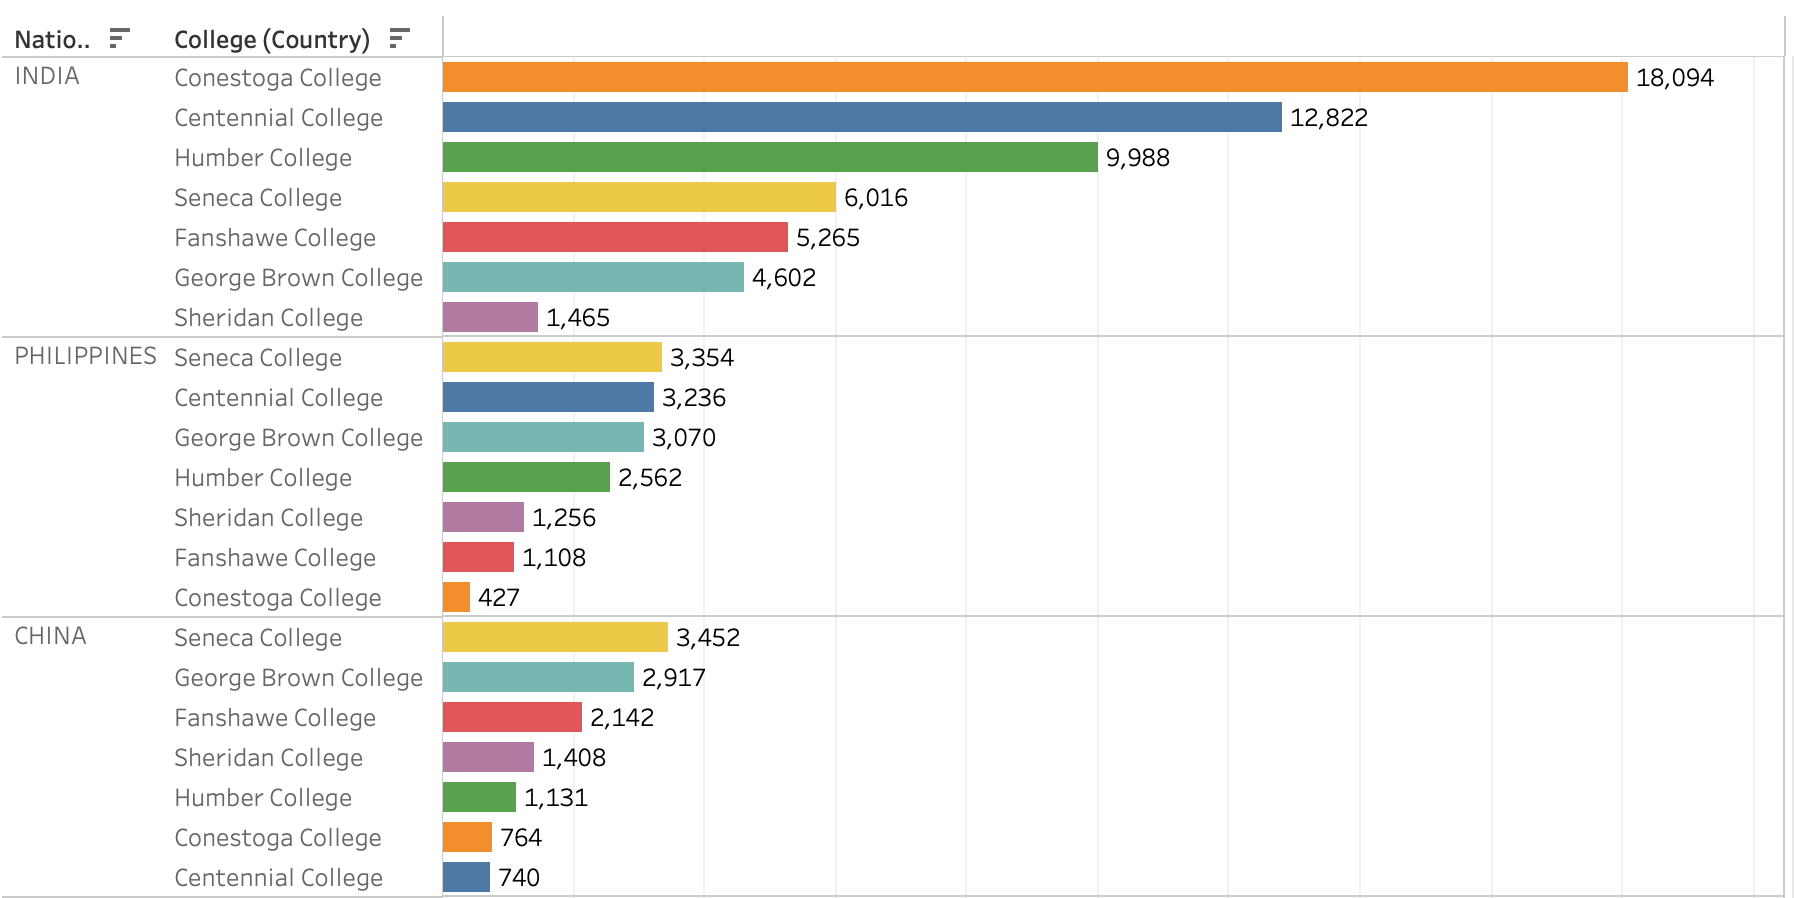 Natio.. College (Country)
INDIA Conestoga College 18,094
Centennial College 12,822
Humber College 9,988
Seneca College 6,016
Fanshawe College 5,265
George Brown College 4,602
Sheridan College 1,465
PHILIPPINES Seneca College 3,354
Centennial College 3,236
George Brown College 3,070
Humber College 2,562
Sheridan College 1,256
Fanshawe College 1,108
Conestoga College 427
CHINA Seneca College 3,452
George Brown College 2,917
Fanshawe College 2,142
Sheridan College 1,408
Humber College 1,131
Conestoga College 764
Centennial College 740